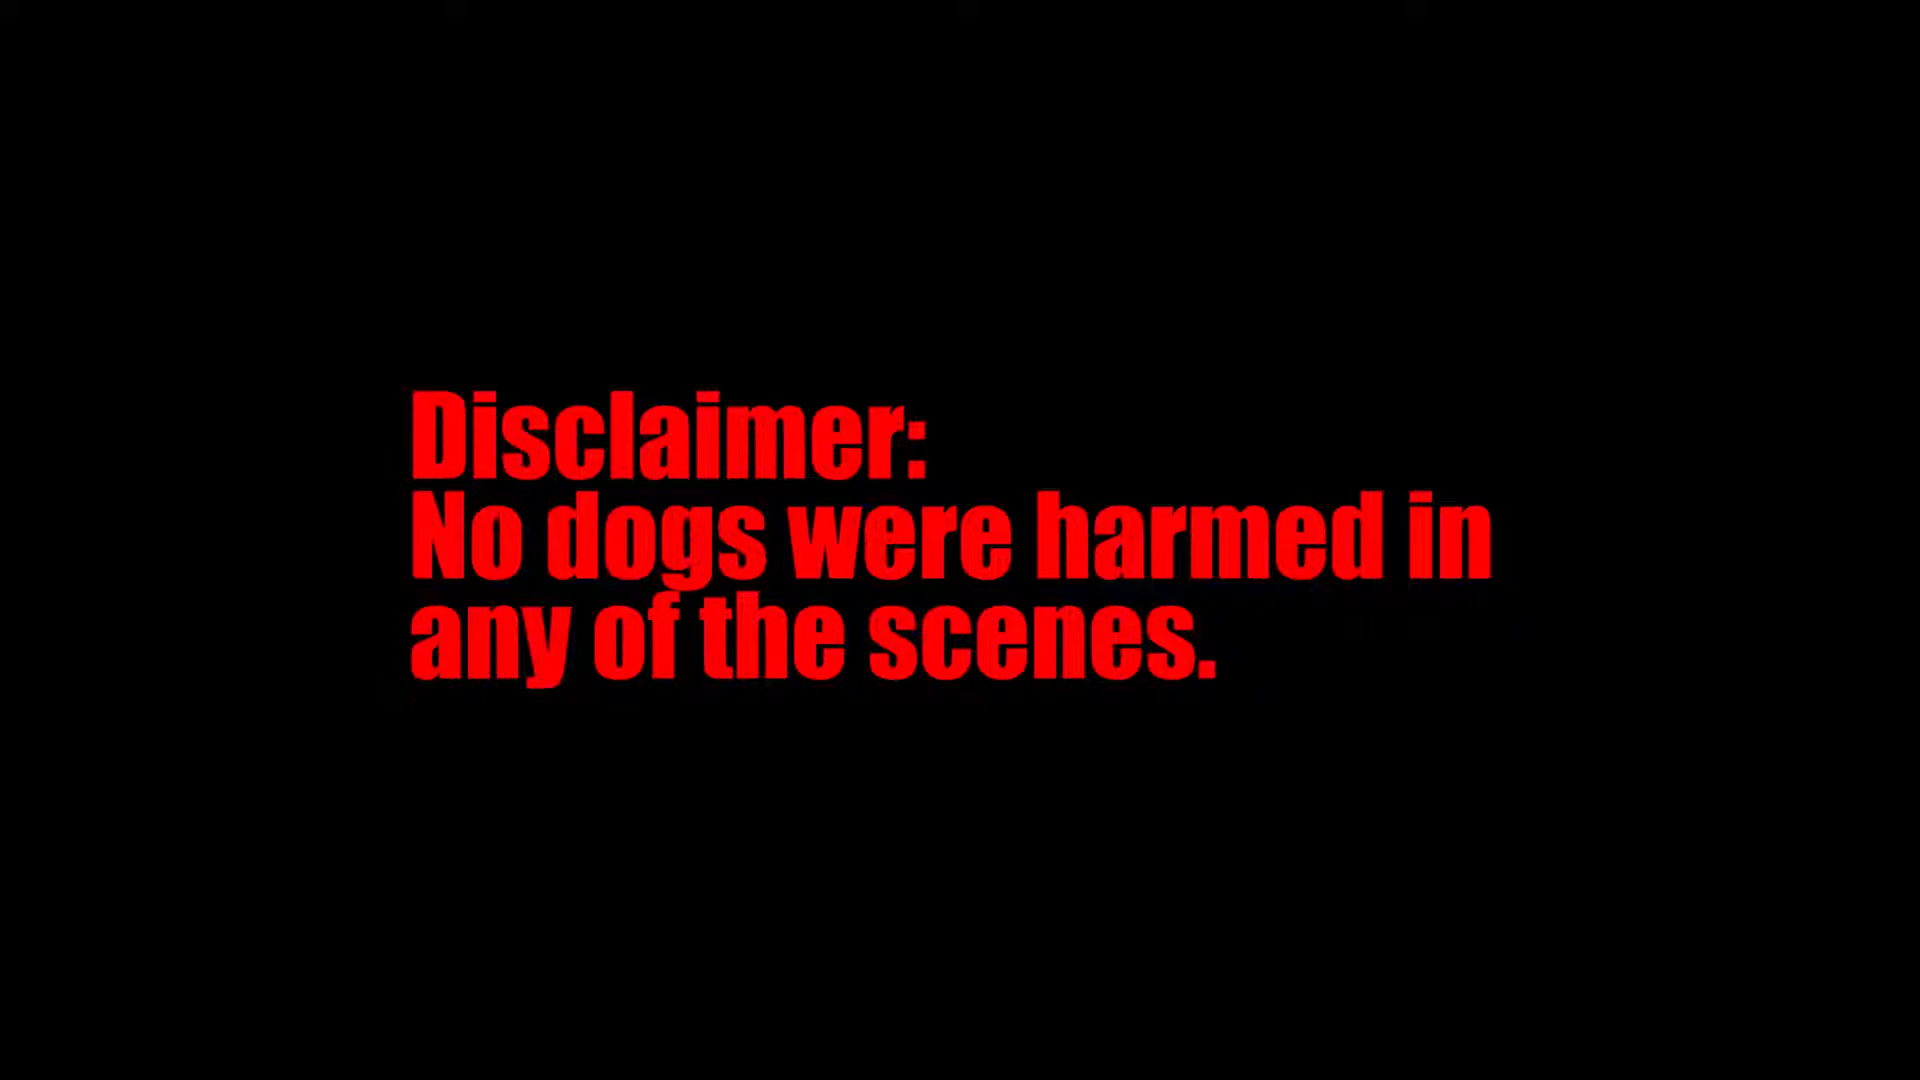 Disclaimer:
No dogs were harmed in
any of the scenes.